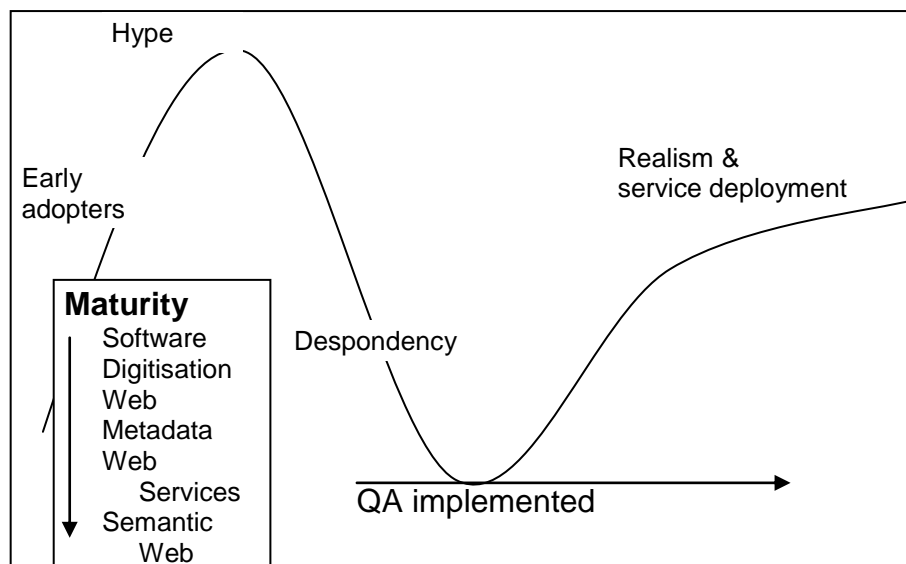 Hype
Early
adopters
Realism &
service deployment
Maturity
Software
Digitisation
Web
Metadata
Web
Services
Semantic
Web
Despondency
QA implemented